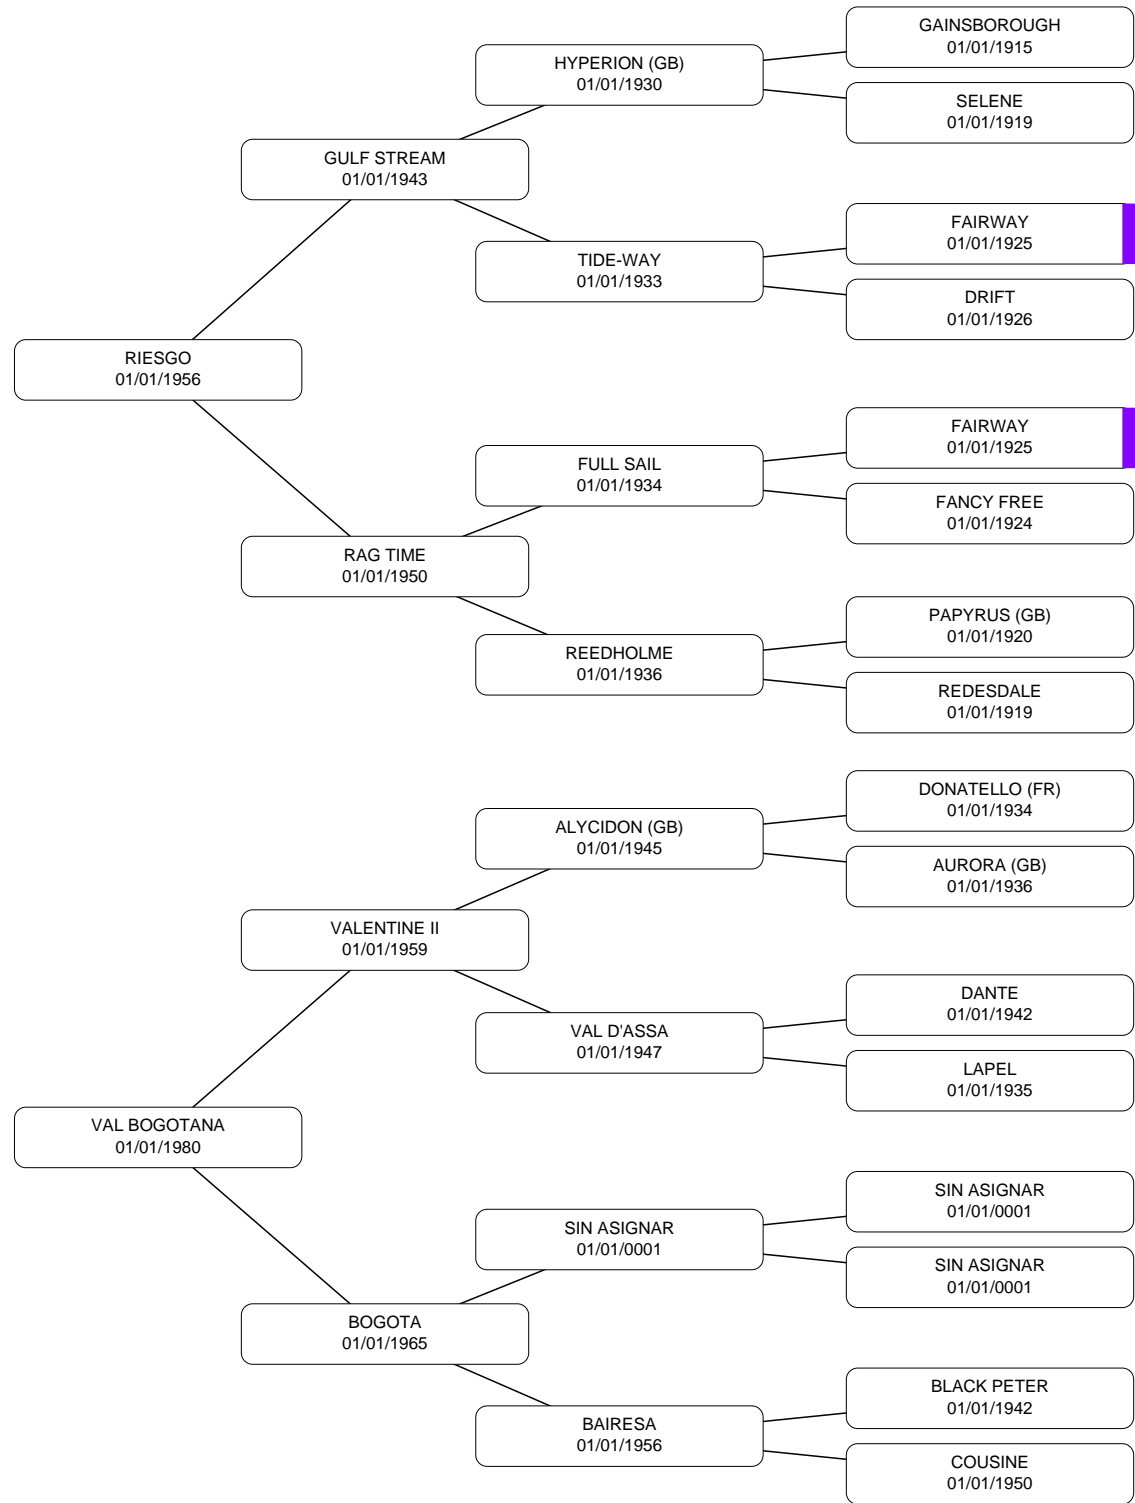 GAINSBOROUGH
01/01/1915
HYPERION (GB)
01/01/1930
SELENE
01/01/1919
GULF STREAM
01/01/1943
FAIRWAY
01/01/1925
TIDE-WAY
01/01/1933
DRIFT
01/01/1926
RIESGO
01/01/1956
FAIRWAY
01/01/1925
FULL SAIL
01/01/1934
FANCY FREE
01/01/1924
RAG TIME
01/01/1950
PAPYRUS (GB)
01/01/1920
REEDHOLME
01/01/1936
REDESDALE
01/01/1919
DONATELLO (FR)
01/01/1934
ALYCIDON (GB)
01/01/1945
AURORA (GB)
01/01/1936
VALENTINE II
01/01/1959
DANTE
01/01/1942
VAL D'ASSA
01/01/1947
LAPEL
01/01/1935
VAL BOGOTANA
01/01/1980
SIN ASIGNAR
01/01/0001
SIN ASIGNAR
01/01/0001
SIN ASIGNAR
01/01/0001
BOGOTA
01/01/1965
BLACK PETER
01/01/1942
BAIRESA
01/01/1956
COUSINE
01/01/1950